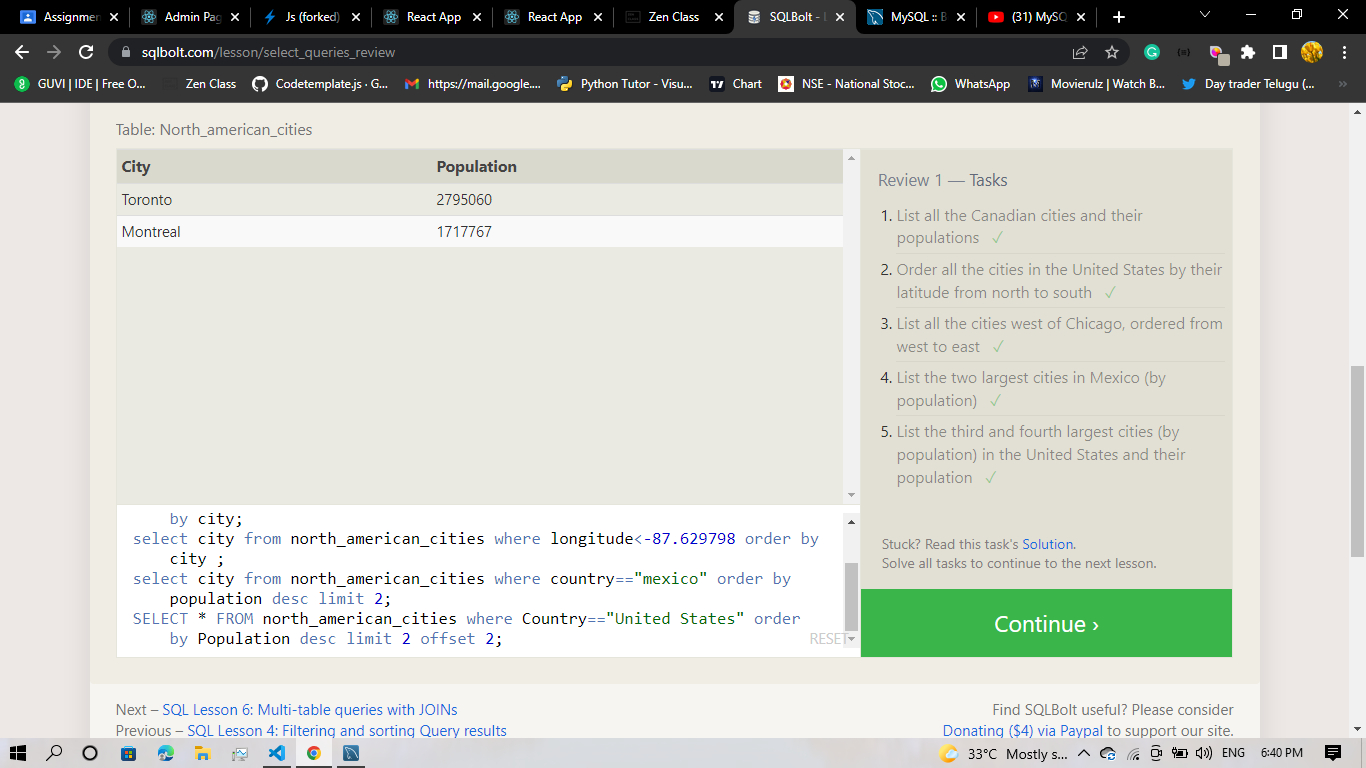 Assignmen
Admin Pag
Js (forked)
React App
React App
Zen Class
SQLBolt - 
MySQL :: B
(31) MySQ
sqlbolt.com/lesson/select_queries_review
GUVI | IDE | Free O...
Zen Class
Codetemplate.js · G...
https://mail.google....
Python Tutor - Visu...
Chart
NSE - National Stoc...
WhatsApp
Movierulz | Watch B...
Day trader Telugu (...
»
Table: North_american_cities
City Population
Toronto 2795060
Montreal 1717767
by city;
select city from north_american_cities where longitude<-87.629798 order by
city ;
select city from north_american_cities where country=="mexico" order by
population desc limit 2;
SELECT * FROM north_american_cities where Country=="United States" order
by Population desc limit 2 offset 2;
RESET
Review 1 — Tasks
1. List all the Canadian cities and their
populations ✓
2. Order all the cities in the United States by their
latitude from north to south ✓
3. List all the cities west of Chicago, ordered from
west to east ✓
4. List the two largest cities in Mexico (by
population) ✓
5. List the third and fourth largest cities (by
population) in the United States and their
population ✓
Stuck? Read this task's Solution.
Solve all tasks to continue to the next lesson.
Continue ›
Next – SQL Lesson 6: Multi-table queries with JOINs
Previous – SQL Lesson 4: Filtering and sorting Query results
Find SQLBolt useful? Please consider
Donating ($4) via Paypal to support our site.
33°C Mostly s...
ENG
6:40 PM